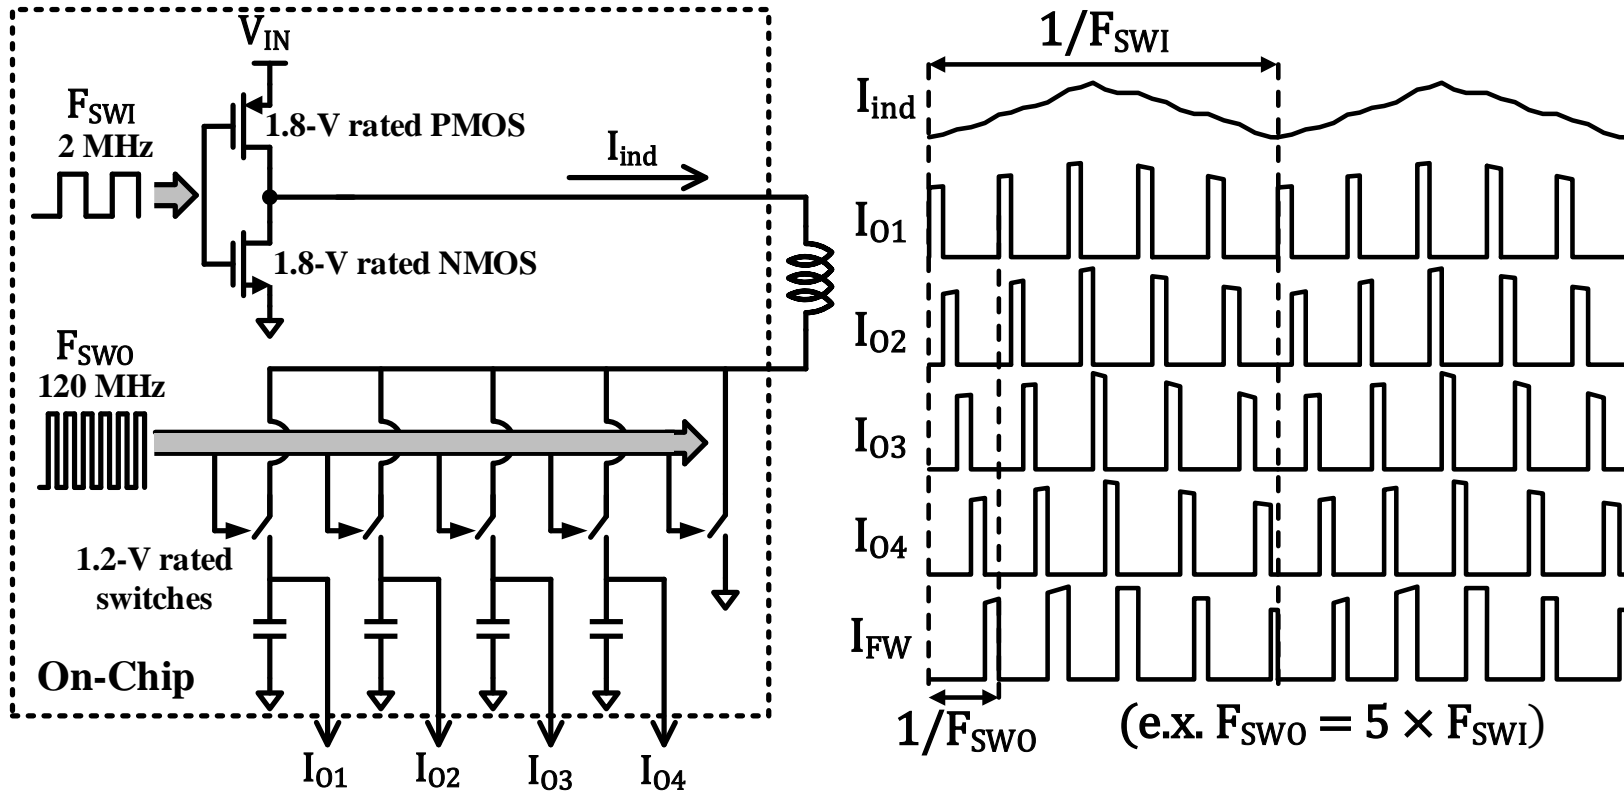 V_IN
F_SWI
2 MHz
1.8-V rated PMOS
I_ind
1.8-V rated NMOS
F_SWO
120 MHz
1.2-V rated
switches
On-Chip
I_O1
I_O2
I_O3
I_O4
1/F_SWI
I_ind
I_O1
I_O2
I_O3
I_O4
I_FW
1/F_SWO
(e.x. F_SWO = 5 × F_SWI)